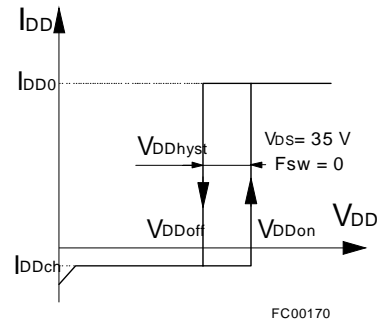 IDD
IDD0
VDDhyst
VDS= 35 V
Fsw = 0
VDDoff
VDDon
VDD
IDDch
FC00170